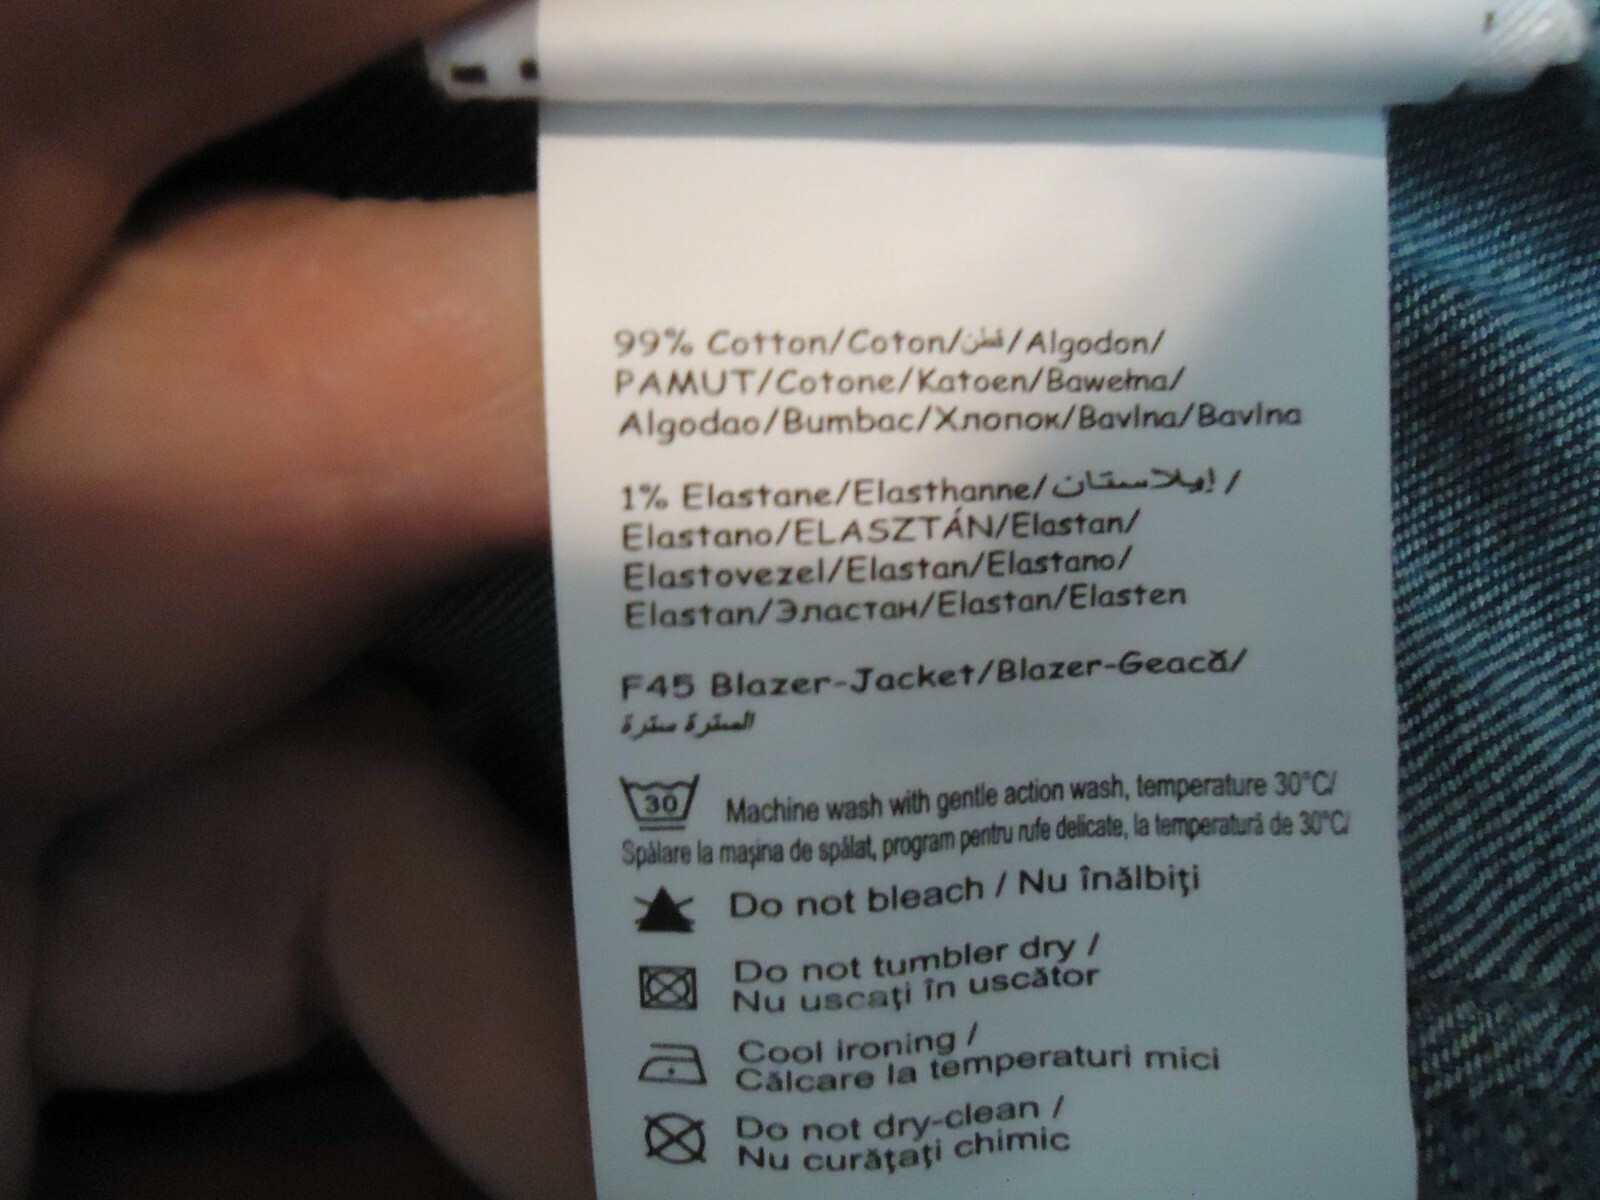 99% Cotton/Coton/قطن/Algodon/
PAMUT/Cotone/Katoen/Bawełna/
Algodao/Bumbac/Хлопок/Bavlna/Bavlna
1% Elastane/Elasthanne/إيلاستان/
Elastano/ELASZTÁN/Elastan/
Elastovezel/Elastan/Elastano/
Elastan/Эластан/Elastan/Elasten
F45 Blazer-Jacket/Blazer-Geacă/
السترة سترة
30 Machine wash with gentle action wash, temperature 30°C/
Spălare la mașina de spălat, program pentru rufe delicate, la temperatură de 30°C/
Do not bleach / Nu înălbiţi
Do not tumbler dry /
Nu uscaţi în uscător
Cool ironing /
Călcare la temperaturi mici
Do not dry-clean /
Nu curăţaţi chimic